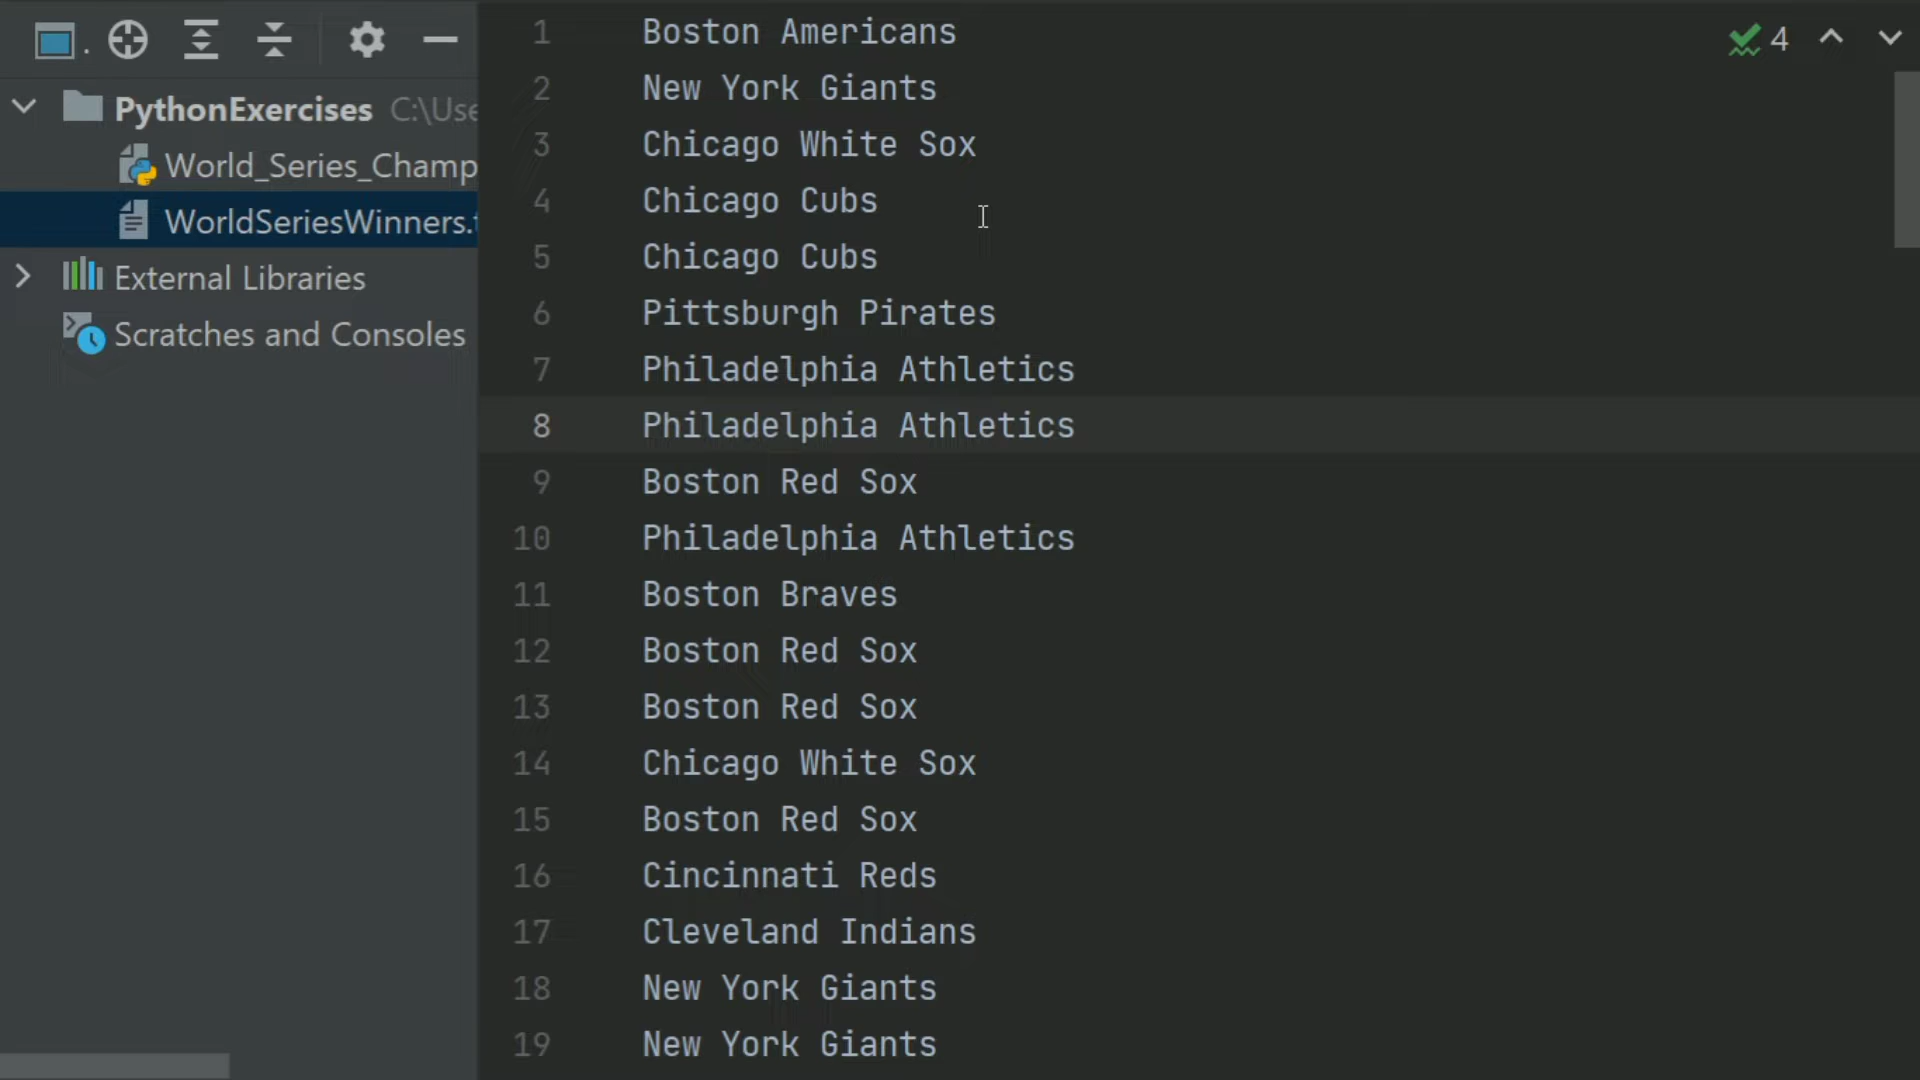 PythonExercises C:\Use
World_Series_Champ
WorldSeriesWinners.t
External Libraries
Scratches and Consoles
4
1 Boston Americans
2 New York Giants
3 Chicago White Sox
4 Chicago Cubs
5 Chicago Cubs
6 Pittsburgh Pirates
7 Philadelphia Athletics
8 Philadelphia Athletics
9 Boston Red Sox
10 Philadelphia Athletics
11 Boston Braves
12 Boston Red Sox
13 Boston Red Sox
14 Chicago White Sox
15 Boston Red Sox
16 Cincinnati Reds
17 Cleveland Indians
18 New York Giants
19 New York Giants